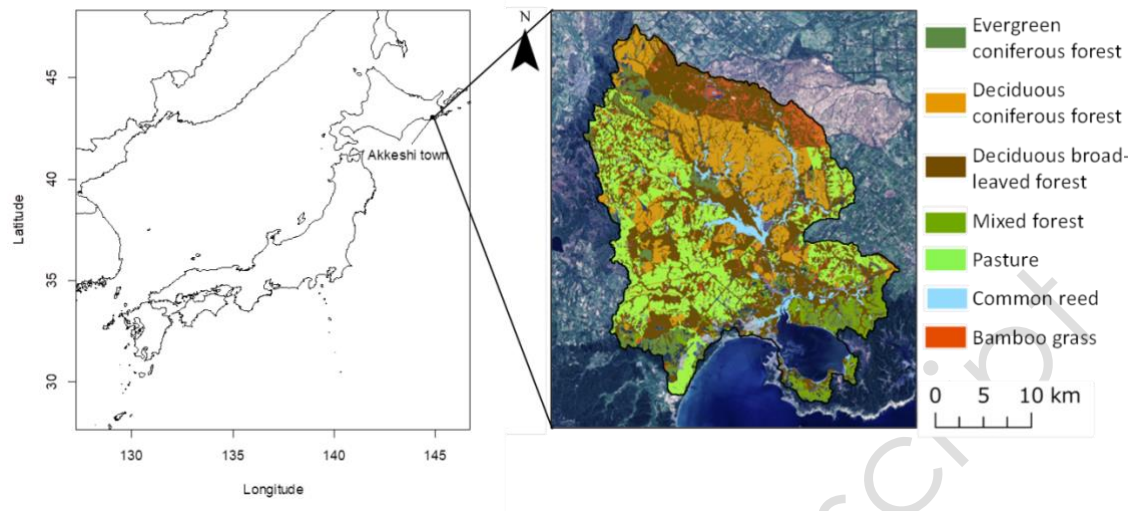 45
40
35
30
130
135
140
145
Latitude
Longitude
Akkeshi town
N
Evergreen
coniferous forest
Deciduous
coniferous forest
Deciduous broad-
leaved forest
Mixed forest
Pasture
Common reed
Bamboo grass
0 5 10 km
script